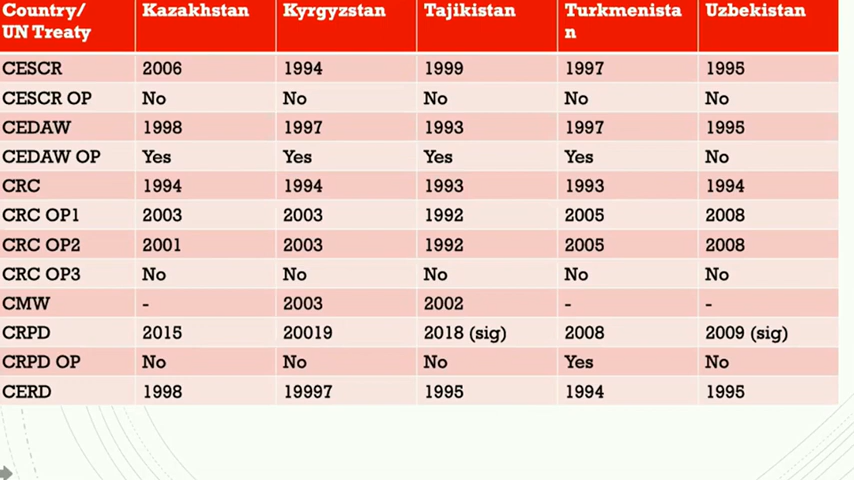 Country/ Kazakhstan Kyrgyzstan Tajikistan Turkmenista Uzbekistan
UN Treaty n
CESCR 2006 1994 1999 1997 1995
CESCR OP No No No No No
CEDAW 1998 1997 1993 1997 1995
CEDAW OP Yes Yes Yes Yes No
CRC 1994 1994 1993 1993 1994
CRC OP1 2003 2003 1992 2005 2008
CRC OP2 2001 2003 1992 2005 2008
CRC OP3 No No No No No
CMW - 2003 2002 - -
CRPD 2015 20019 2018 (sig) 2008 2009 (sig)
CRPD OP No No No Yes No
CERD 1998 19997 1995 1994 1995